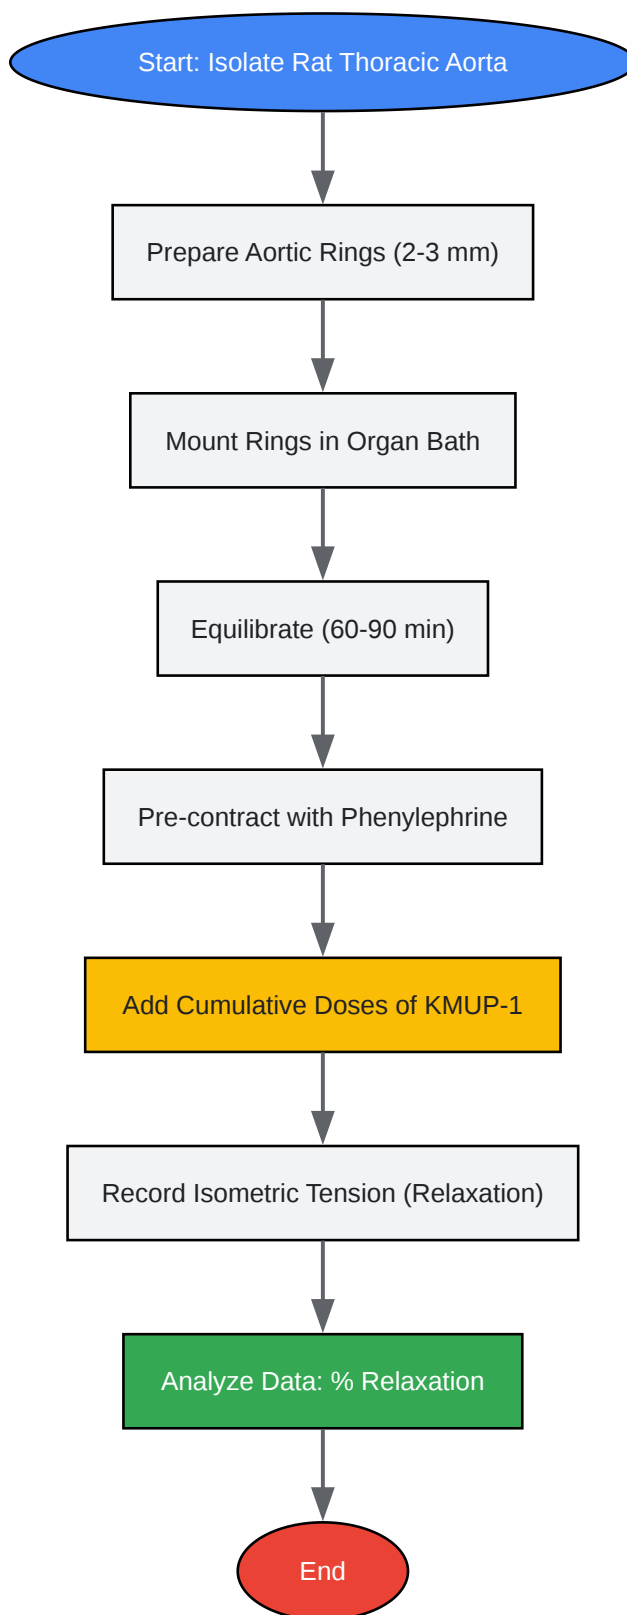 Start: Isolate Rat Thoracic Aorta
Prepare Aortic Rings (2-3 mm)
Mount Rings in Organ Bath
Equilibrate (60-90 min)
Pre-contract with Phenylephrine
Add Cumulative Doses of KMUP-1
Record Isometric Tension (Relaxation)
Analyze Data: % Relaxation
End